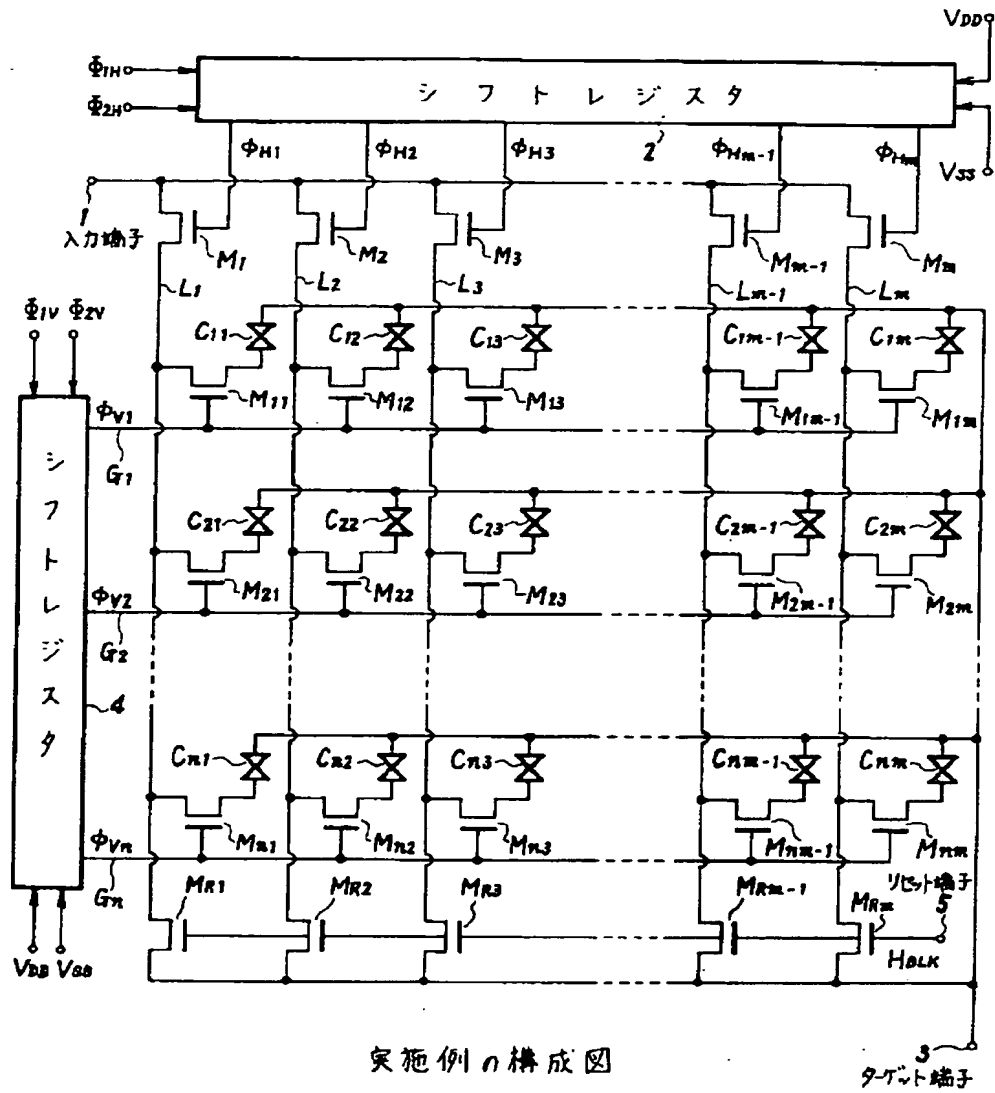 VDD
Φ1H
シフトレジスタ
Φ2H
2
ΦH1 ΦH2 ΦH3 ΦHm-1 ΦHm
VSS
1
入力端子
M1 M2 M3 Mm-1 Mm
L1 L2 L3 Lm-1 Lm
Φ1V Φ2V
C11 C12 C13 C1m-1 C1m
M11 M12 M13 M1m-1 M1m
ΦV1
G1
シフトレジスタ
C21 C22 C23 C2m-1 C2m
M21 M22 M23 M2m-1 M2m
ΦV2
G2
4
Cn1 Cn2 Cn3 Cnm-1 Cnm
Mn1 Mn2 Mn3 Mnm-1 Mnm
ΦVn
Gn
リセット端子
MR1 MR2 MR3 MRm-1 MRm
5
HBLK
VDD VSS
3
ターゲット端子
実施例の構成図